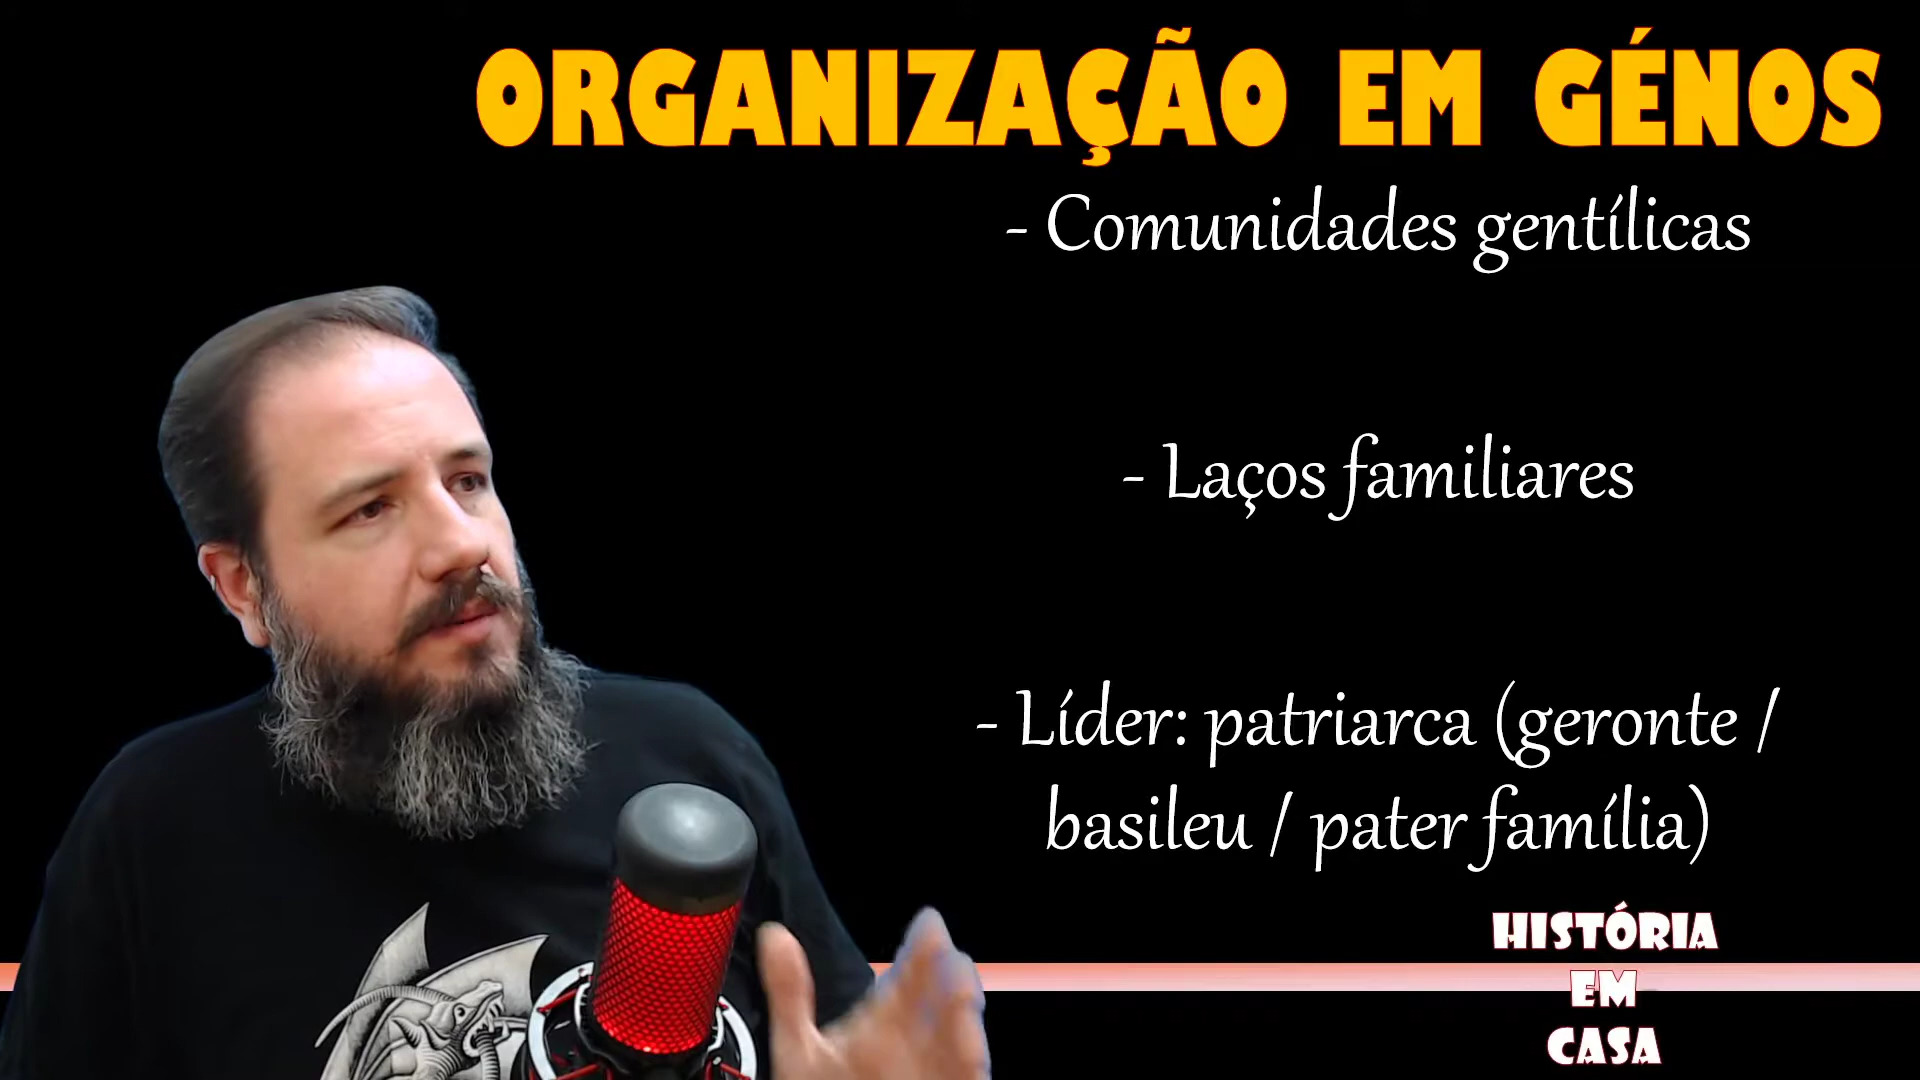 ORGANIZAÇÃO EM GÉNOS
- Comunidades gentílicas
- Laços familiares
- Líder: patriarca (geronte /
basileu / pater família)
HISTÓRIA
EM
CASA